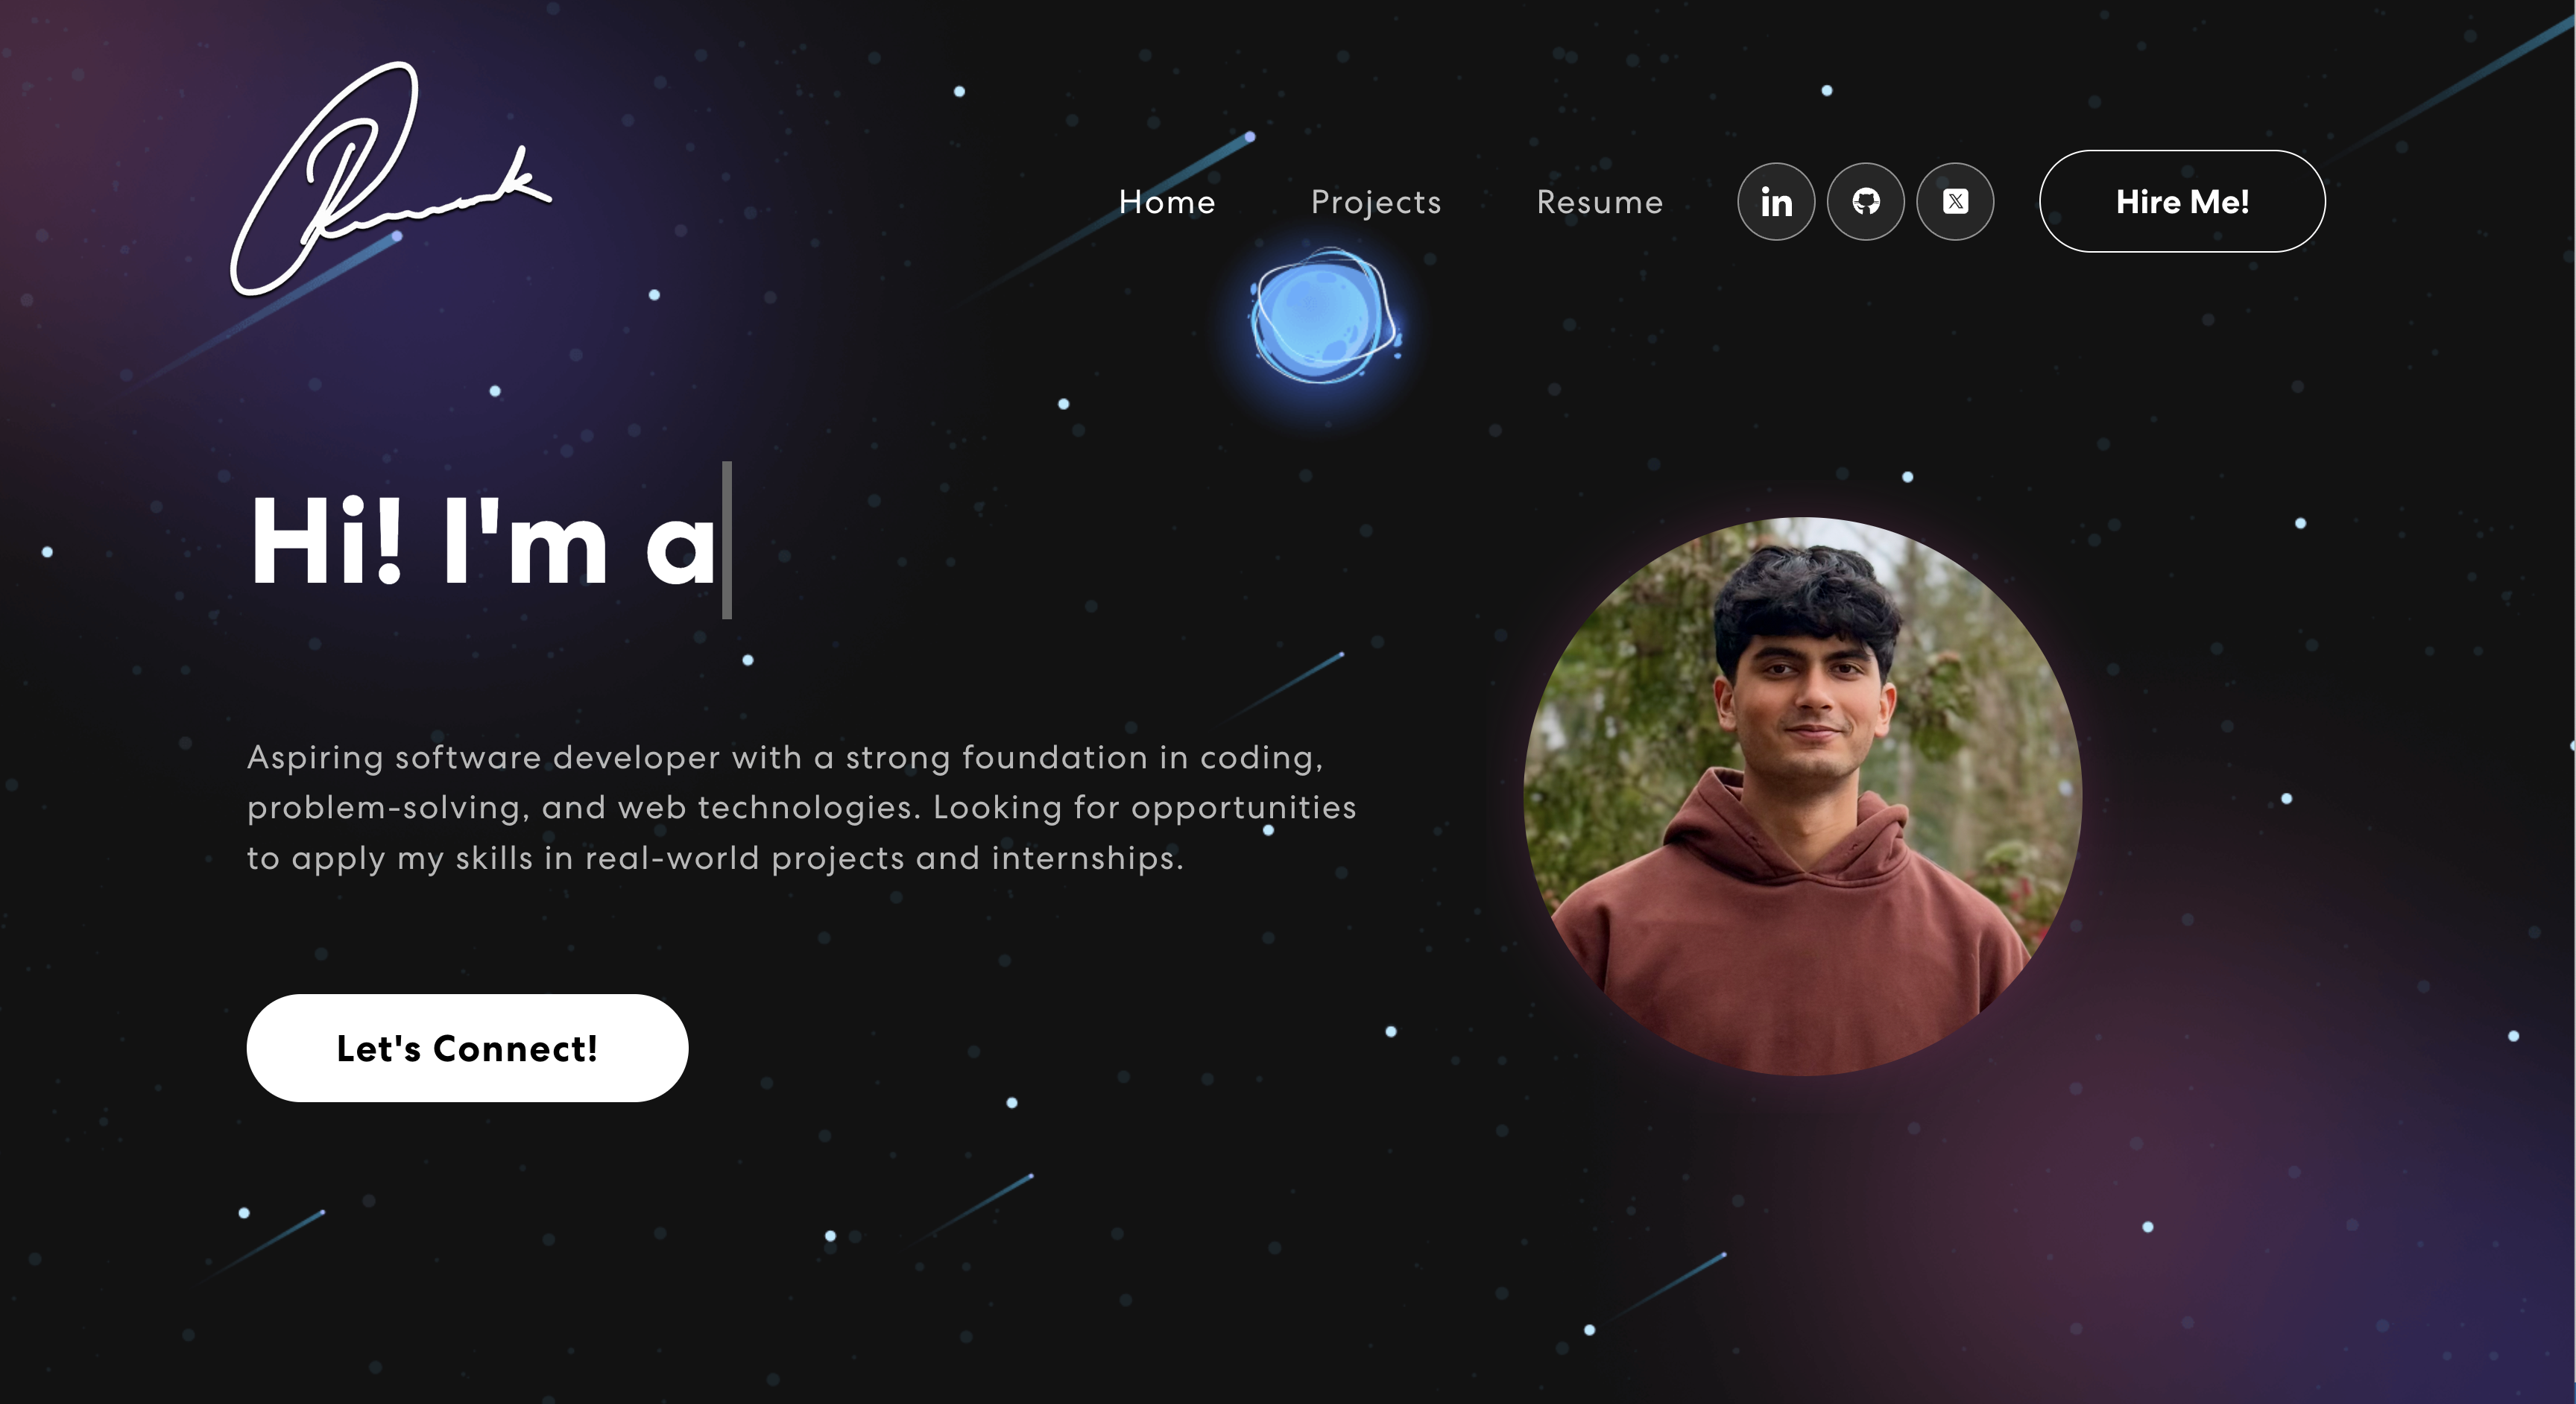 Home
Projects
Resume
in
X
Hire Me!
Hi! I'm a
Aspiring software developer with a strong foundation in coding,
problem-solving, and web technologies. Looking for opportunities
to apply my skills in real-world projects and internships.
Let's Connect!